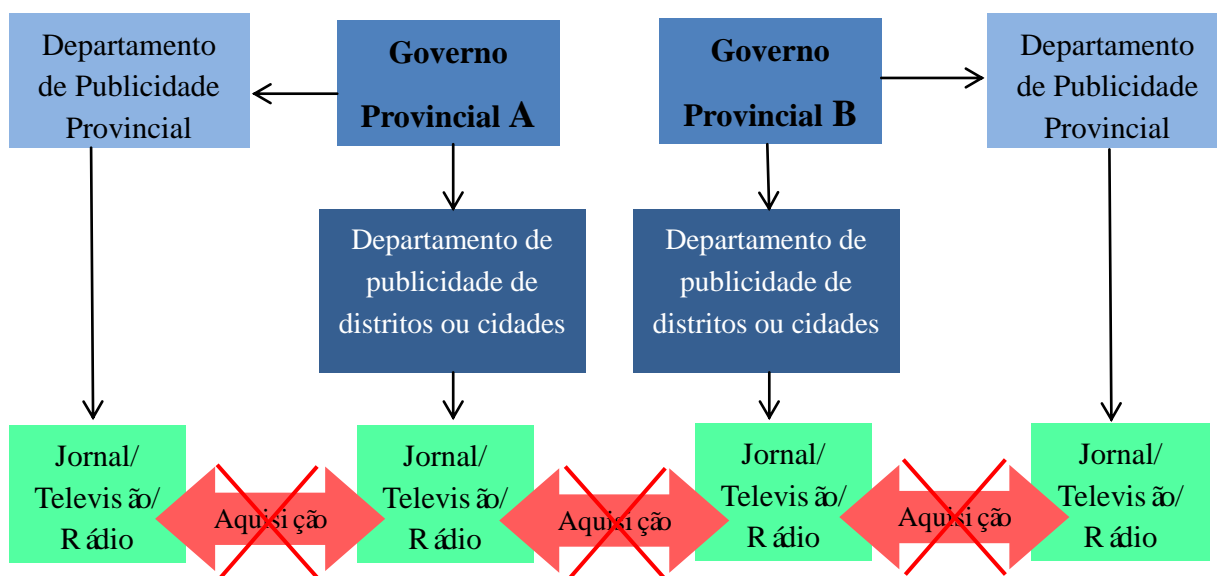 Departamento
de Publicidade
Provincial
Governo
Provincial A
Governo
Provincial B
Departamento
de Publicidade
Provincial
Departamento de
publicidade de
distritos ou cidades
Departamento de
publicidade de
distritos ou cidades
Jornal/
Televisão/
Rádio
Aquisição
Jornal/
Televisão/
Rádio
Aquisição
Jornal/
Televisão/
Rádio
Aquisição
Jornal/
Televisão/
Rádio